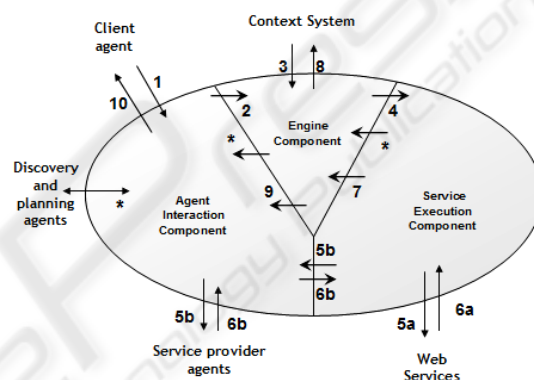 Context System
Client
agent
3
8
1
10
2
4
Engine
Component
*
*
Discovery
and
planning
agents
*
Agent
Interaction
Component
9
7
Service
Execution
Component
5b
6b
5b
6b
5a
6a
Service provider
agents
Web
Services